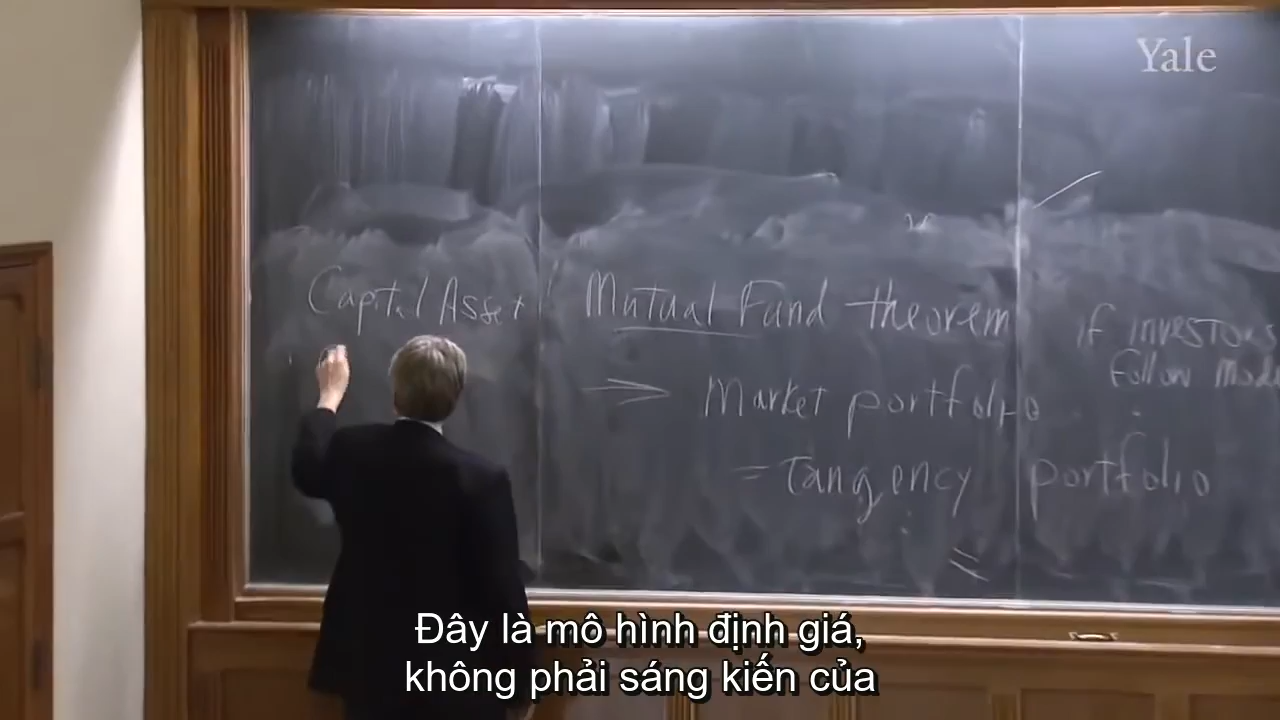 Yale
Capital Asset
Mutual Fund theorem
if investors
Follow
Market portfolio
= Tangency portfolio
Đây là mô hình định giá,
không phải sáng kiến của